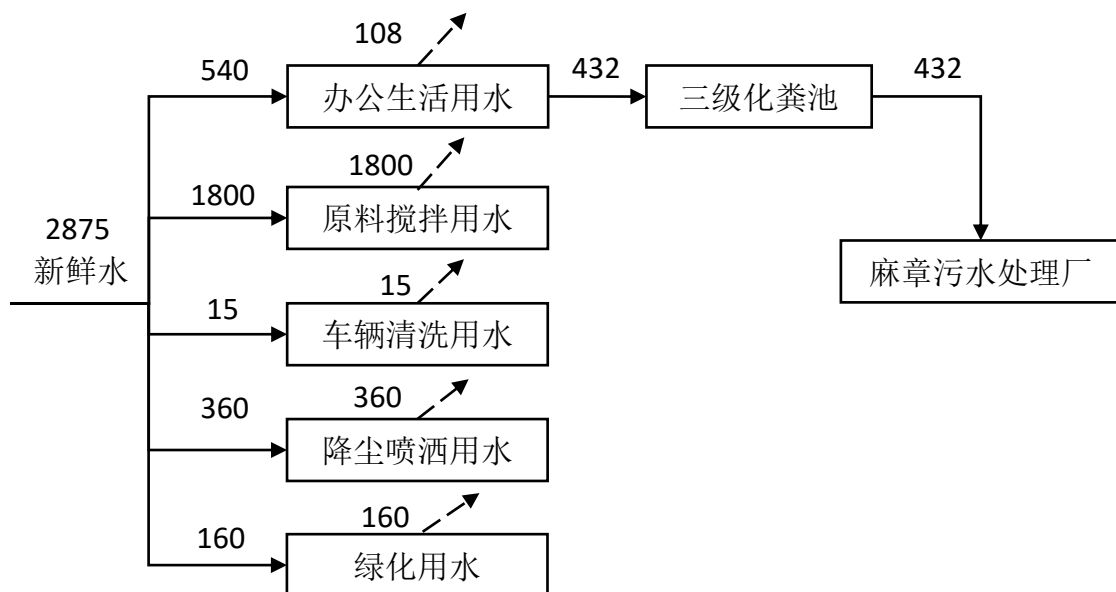 108
540
办公生活用水
432
三级化粪池
432
1800
1800
原料搅拌用水
2875
新鲜水
麻章污水处理厂
15
15
车辆清洗用水
360
360
降尘喷洒用水
160
160
绿化用水